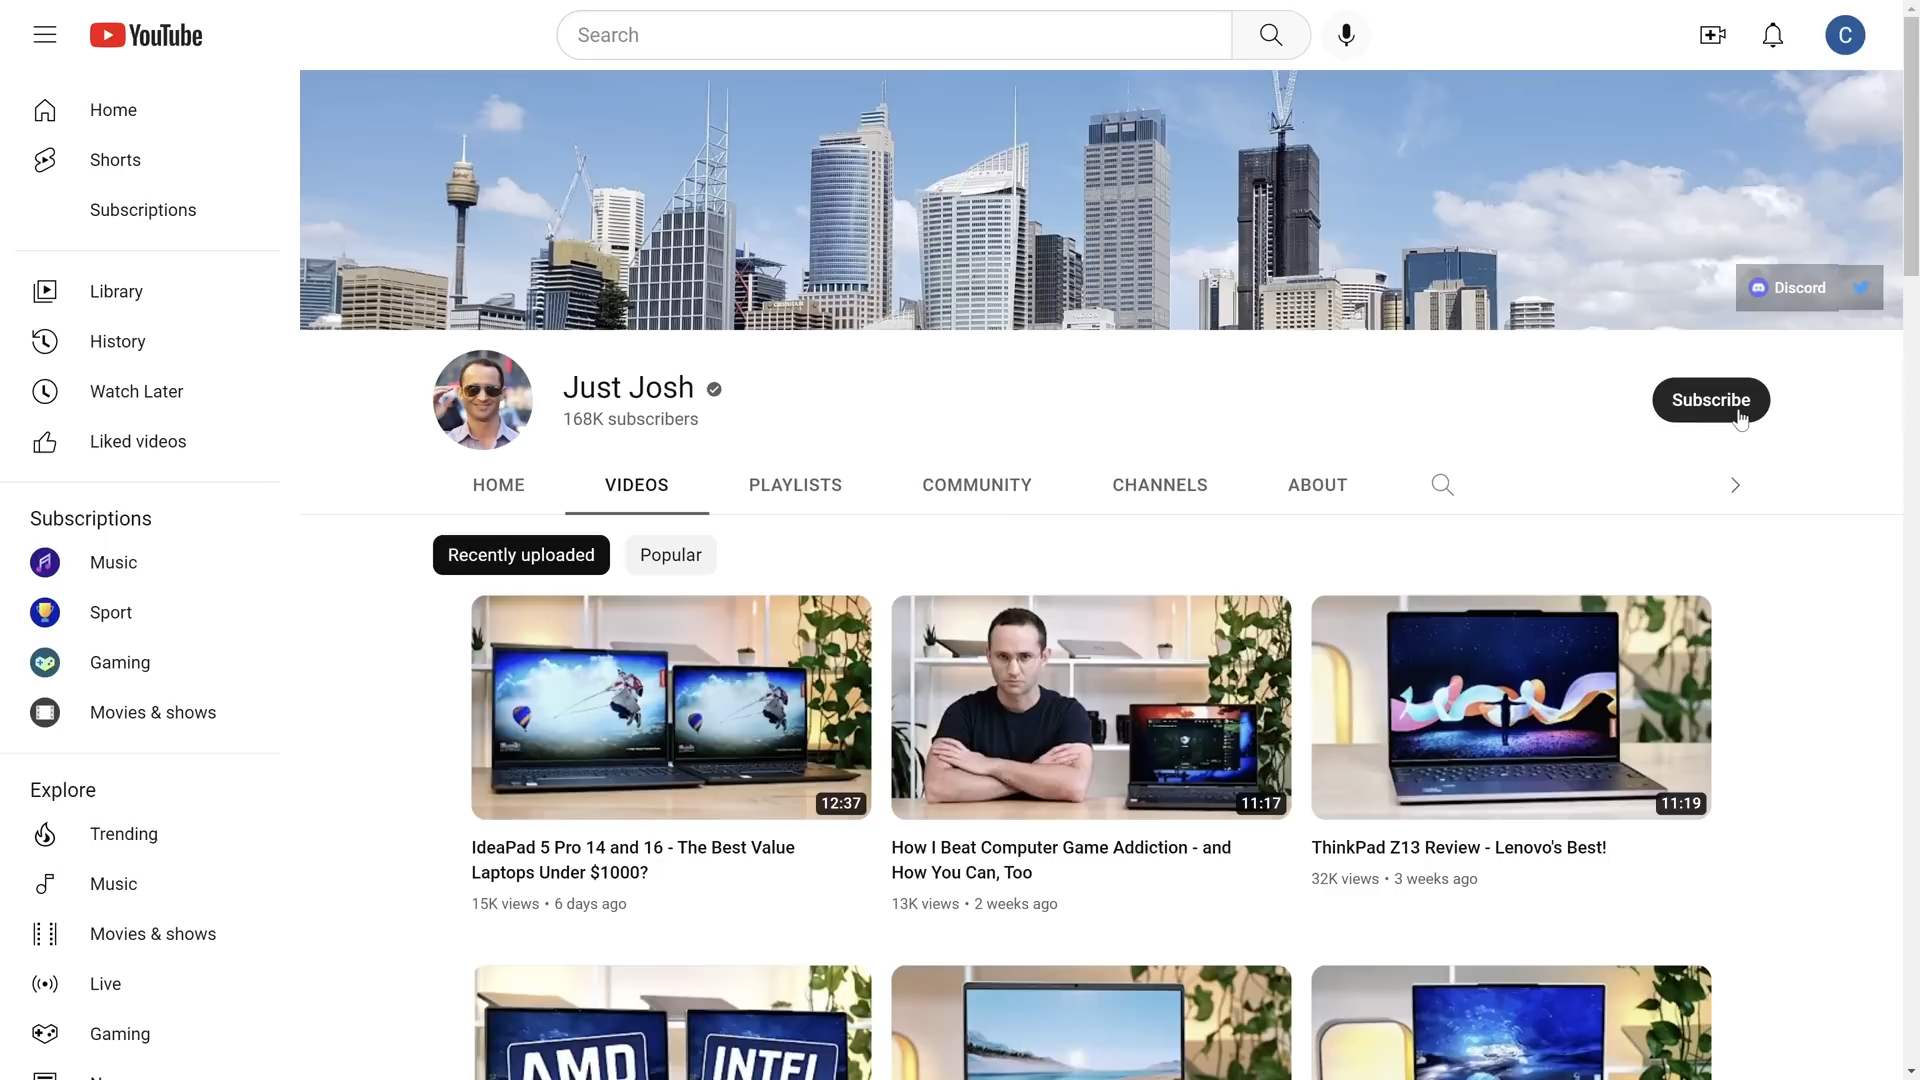 YouTube
Search
C
Home
Shorts
Subscriptions
Library
History
Watch Later
Liked videos
Subscriptions
Music
Sport
Gaming
Movies & shows
Explore
Trending
Music
Movies & shows
Live
Gaming
Discord
Just Josh
168K subscribers
Subscribe
HOME
VIDEOS
PLAYLISTS
COMMUNITY
CHANNELS
ABOUT
Recently uploaded
Popular
12:37
11:17
11:19
IdeaPad 5 Pro 14 and 16 - The Best Value
Laptops Under $1000?
15K views • 6 days ago
How I Beat Computer Game Addiction - and
How You Can, Too
13K views • 2 weeks ago
ThinkPad Z13 Review - Lenovo's Best!
32K views • 3 weeks ago
AMD
INTEL